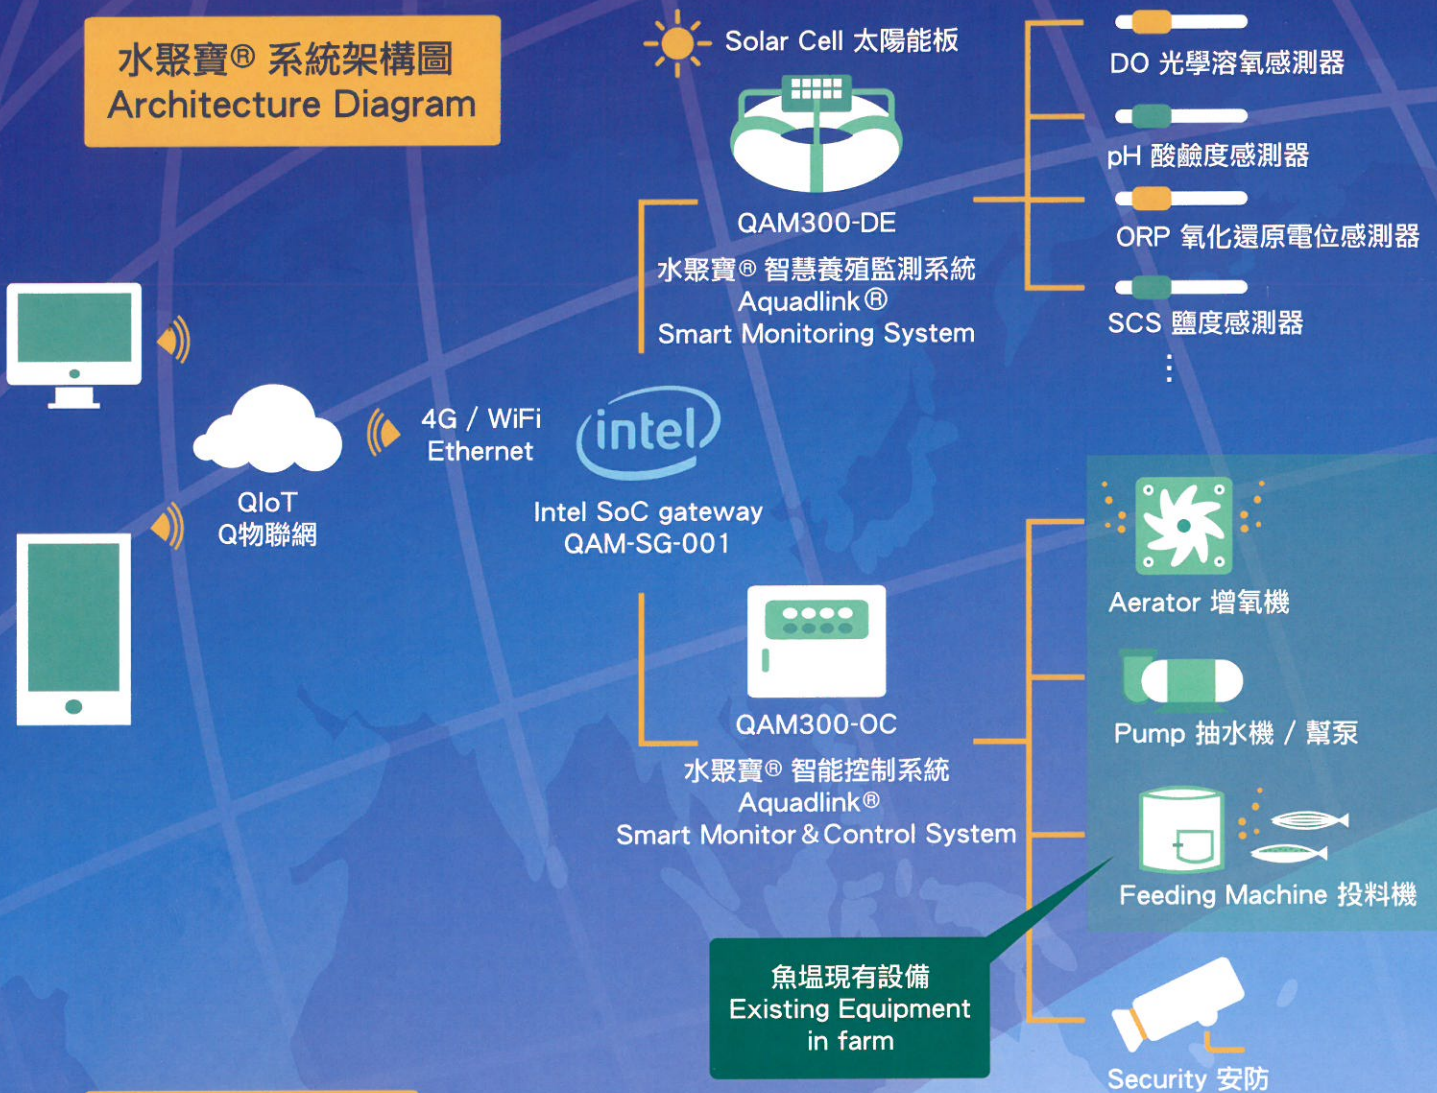 水聚寶® 系統架構圖
Architecture Diagram
Solar Cell 太陽能板
QAM300-DE
水聚寶® 智慧養殖監測系統
Aquadlink®
Smart Monitoring System
DO 光學溶氧感測器
pH 酸鹼度感測器
ORP 氧化還原電位感測器
SCS 鹽度感測器
⋮
QIoT
Q物聯網
4G / WiFi
Ethernet
intel
Intel SoC gateway
QAM-SG-001
QAM300-OC
水聚寶® 智能控制系統
Aquadlink®
Smart Monitor & Control System
Aerator 增氧機
Pump 抽水機 / 幫泵
Feeding Machine 投料機
魚塭現有設備
Existing Equipment
in farm
Security 安防